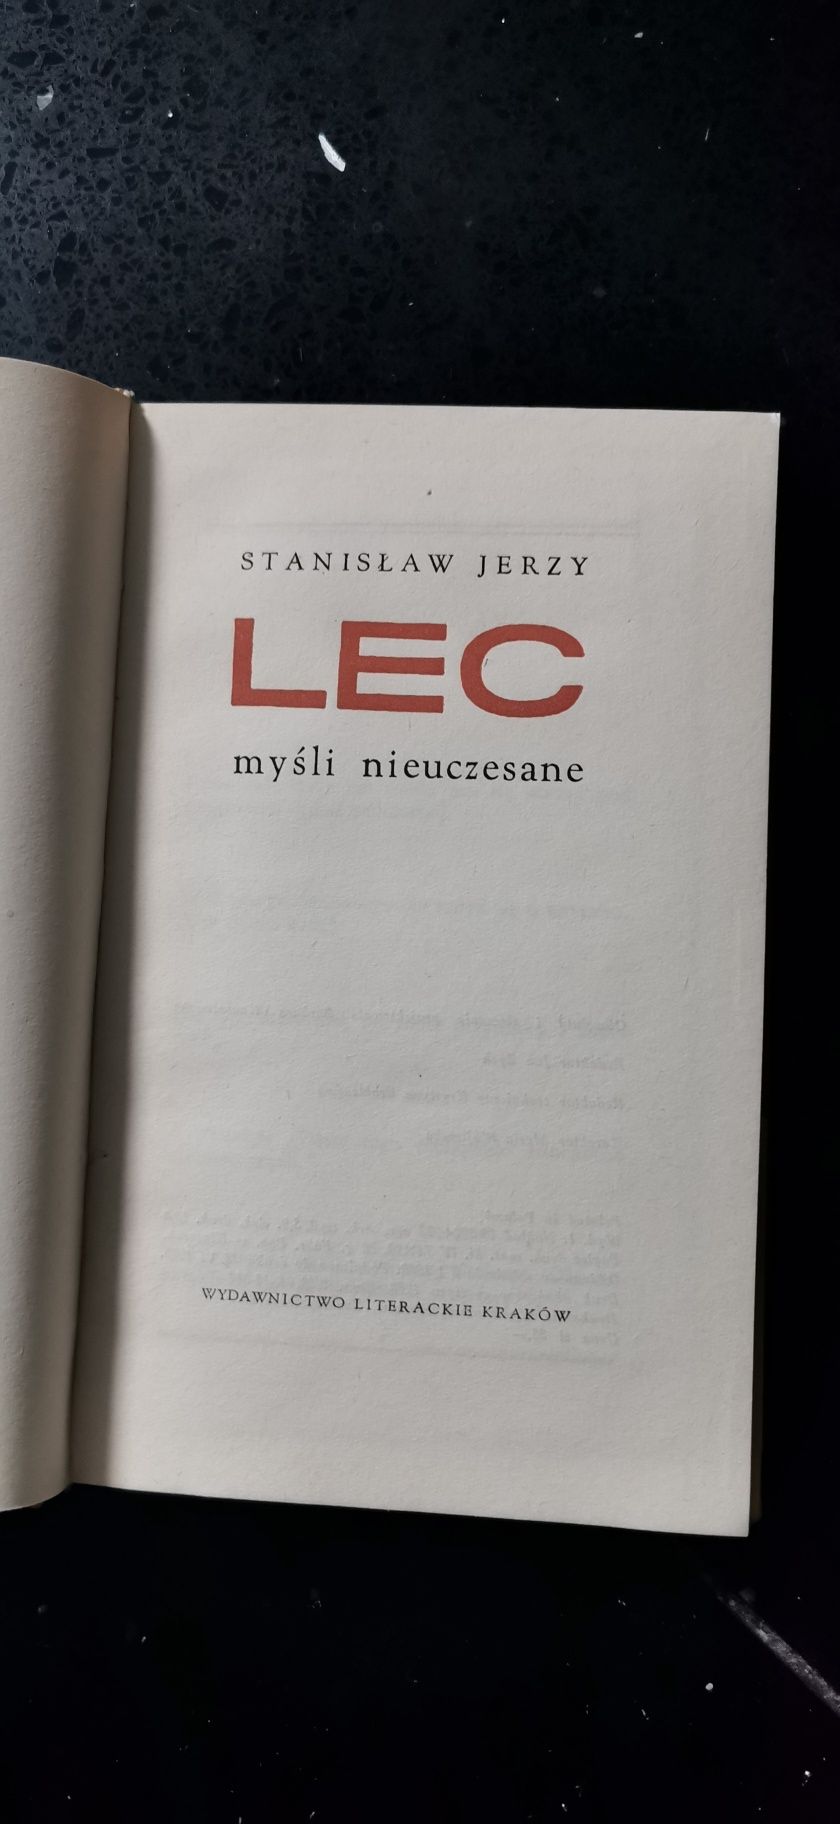 STANISŁAW JERZY
LEC
myśli nieuczesane
WYDAWNICTWO LITERACKIE KRAKÓW